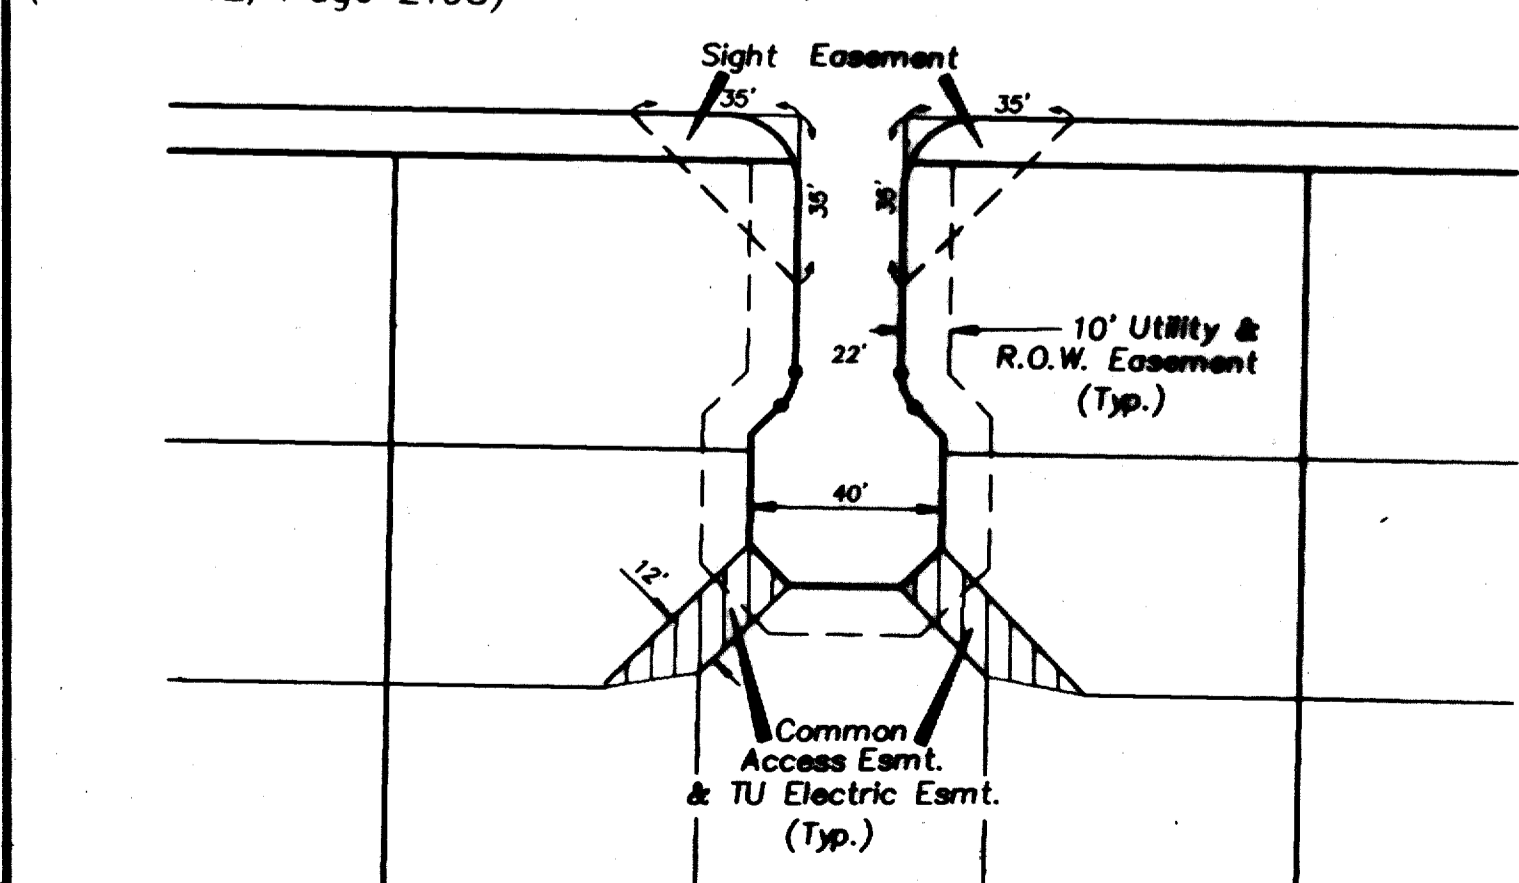 Sight Easement
35' 35'
35' 35'
10' Utility &
22' R.O.W. Easement
(Typ.)
40'
12'
Common
Access Esmt.
& TU Electric Esmt.
(Typ.)